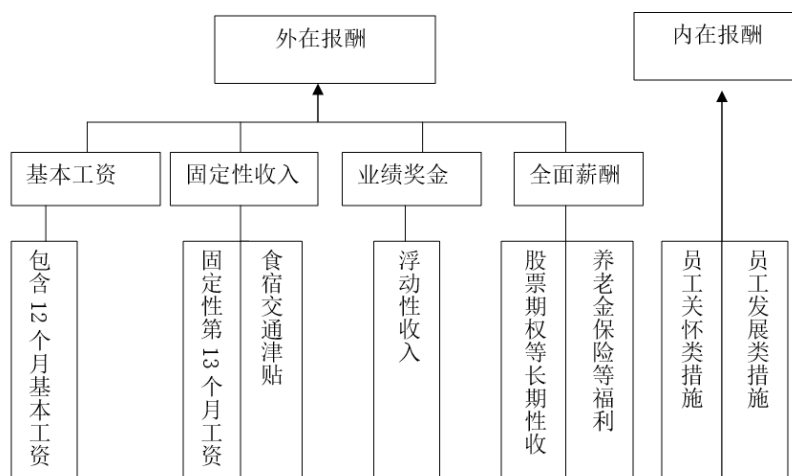 外在报酬
内在报酬
基本工资
固定性收入
业绩奖金
全面薪酬
包含12个月基本工资
固定性第13个月工资
食宿交通津贴
浮动性收入
股票期权等长期性收
养老金保险等福利
员工关怀类措施
员工发展类措施